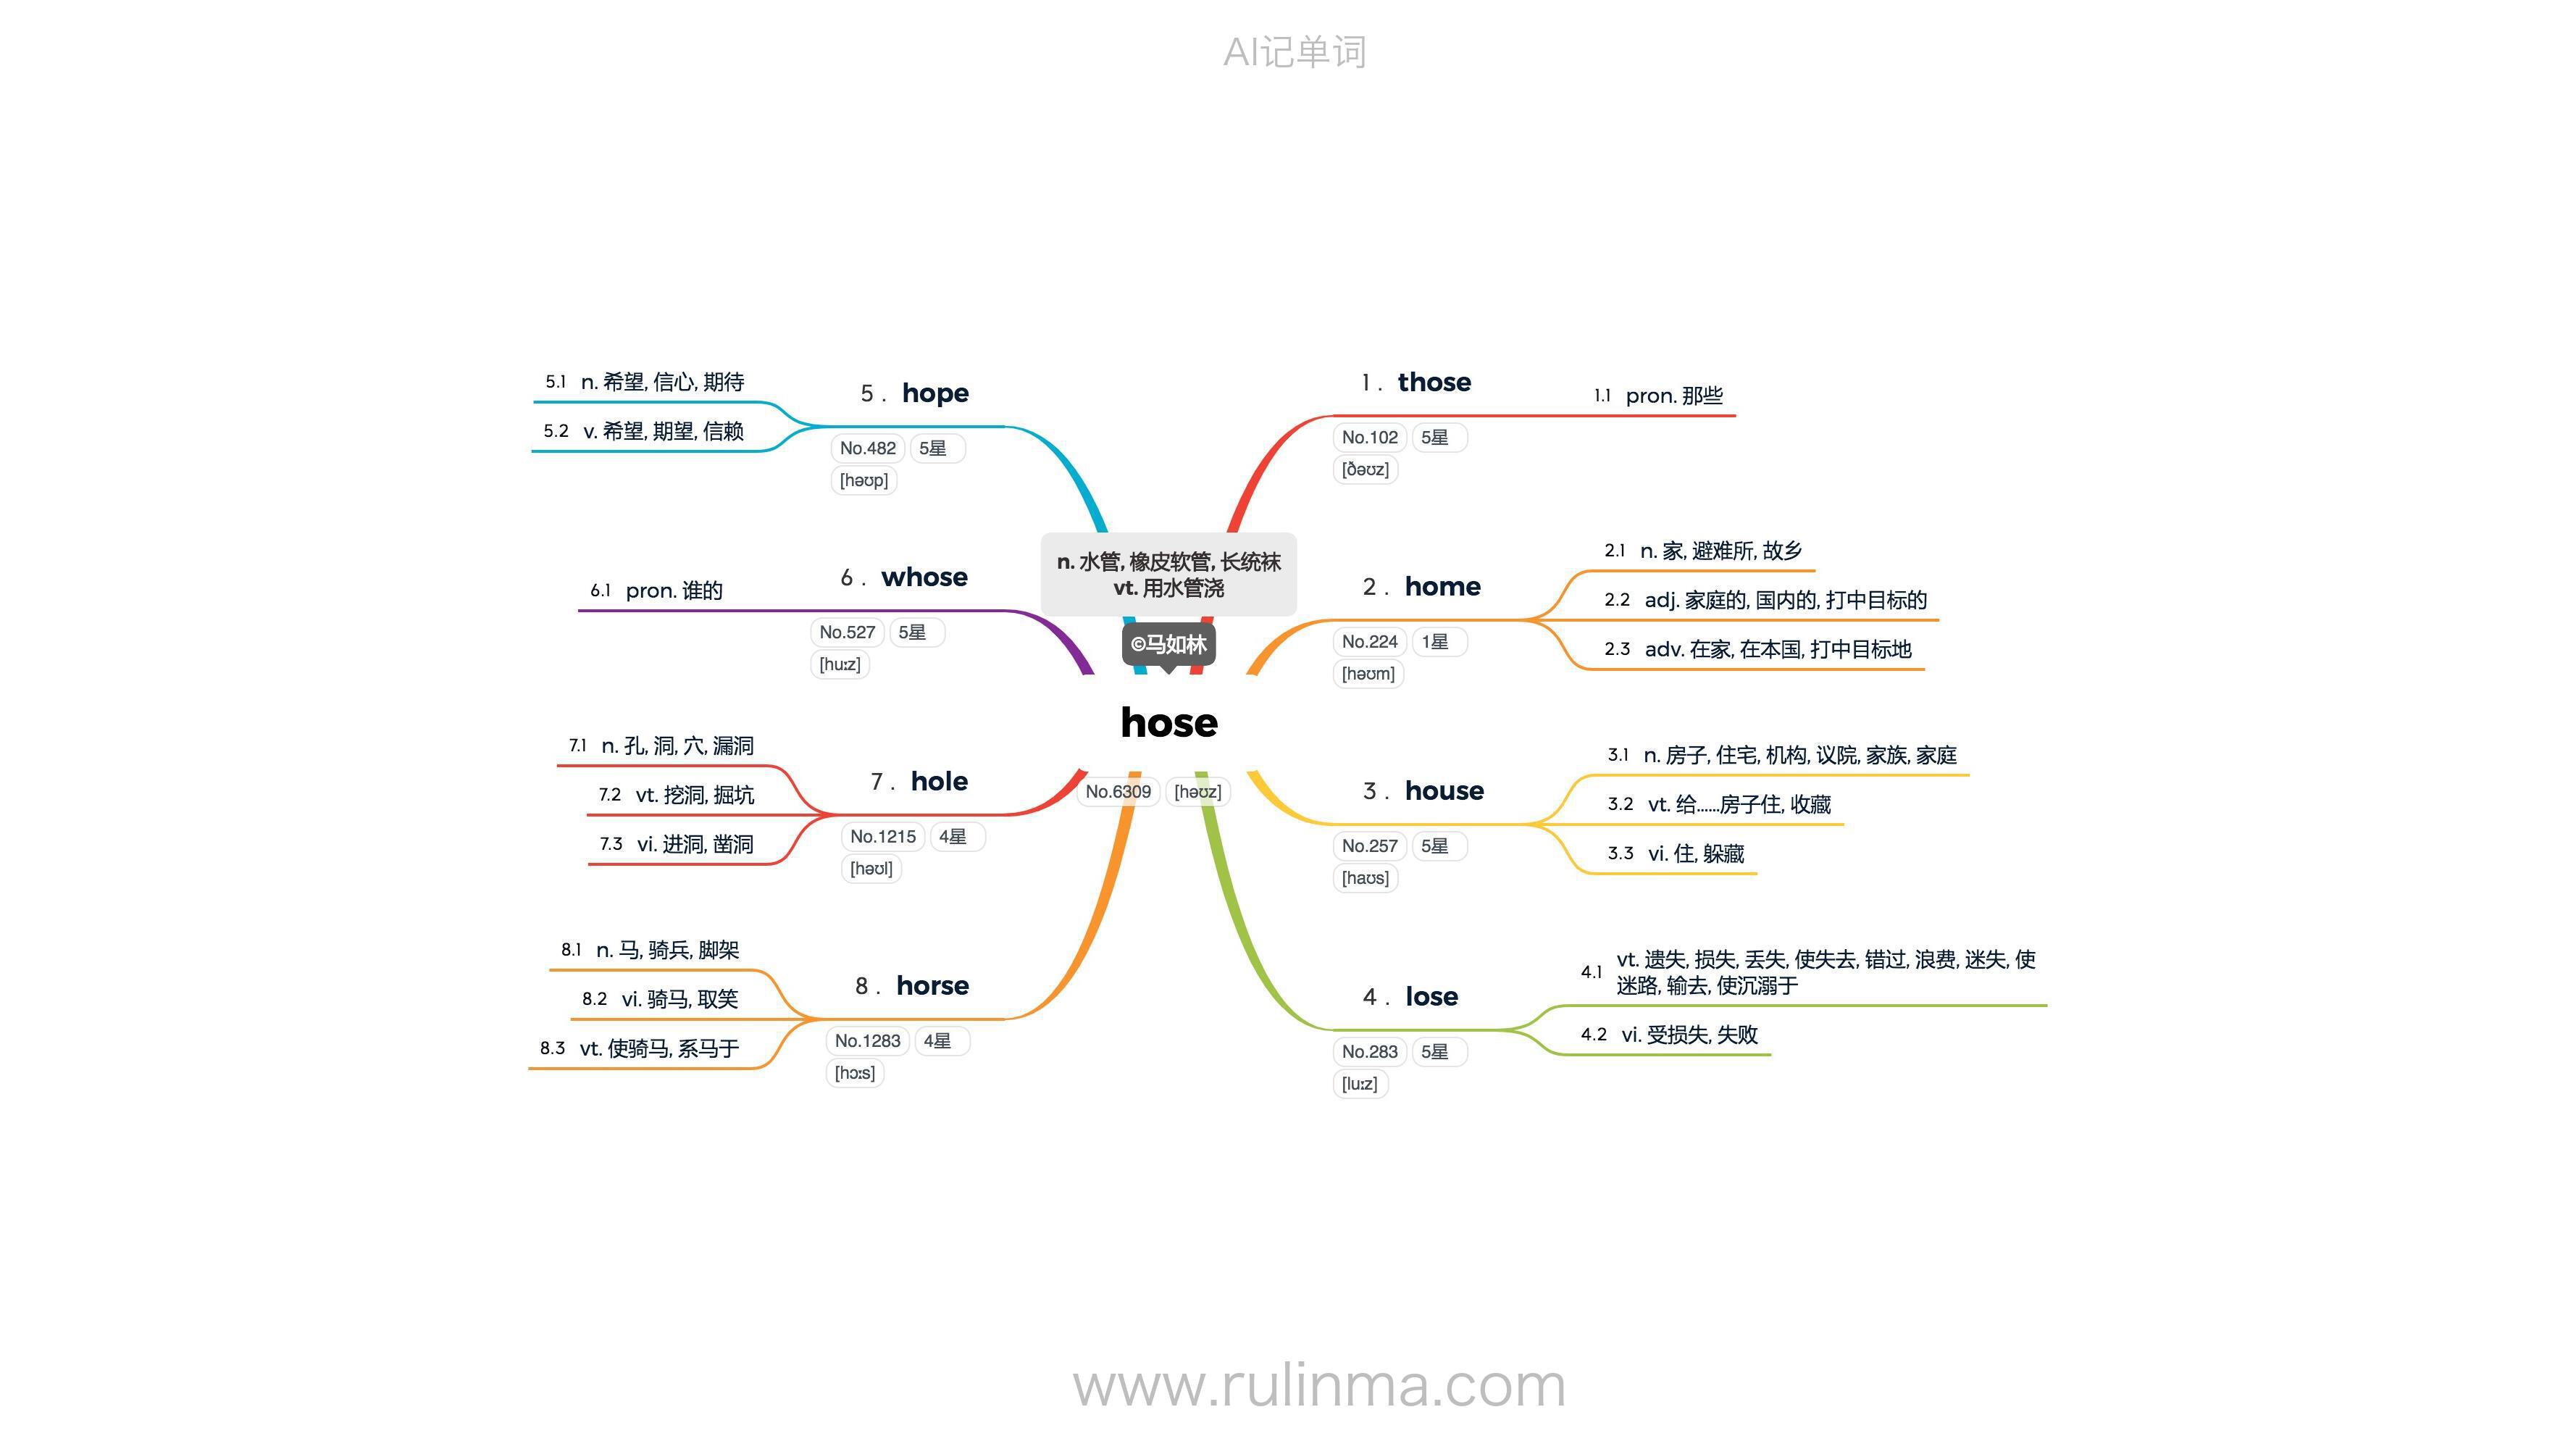 AI记单词
n. 水管, 橡皮软管, 长统袜
vt. 用水管浇
©马如林
hose
No.6309 [həʊz]
1 . those
No.102 5星
[ðəʊz]
1.1 pron. 那些
2 . home
No.224 1星
[həʊm]
2.1 n. 家, 避难所, 故乡
2.2 adj. 家庭的, 国内的, 打中目标的
2.3 adv. 在家, 在本国, 打中目标地
3 . house
No.257 5星
[haʊs]
3.1 n. 房子, 住宅, 机构, 议院, 家族, 家庭
3.2 vt. 给......房子住, 收藏
3.3 vi. 住, 躲藏
4 . lose
No.283 5星
[luːz]
4.1 vt. 遗失, 损失, 丢失, 使失去, 错过, 浪费, 迷失, 使
迷路, 输去, 使沉溺于
4.2 vi. 受损失, 失败
5 . hope
No.482 5星
[həʊp]
5.1 n. 希望, 信心, 期待
5.2 v. 希望, 期望, 信赖
6 . whose
No.527 5星
[huːz]
6.1 pron. 谁的
7 . hole
No.1215 4星
[həʊl]
7.1 n. 孔, 洞, 穴, 漏洞
7.2 vt. 挖洞, 掘坑
7.3 vi. 进洞, 凿洞
8 . horse
No.1283 4星
[hɔːs]
8.1 n. 马, 骑兵, 脚架
8.2 vi. 骑马, 取笑
8.3 vt. 使骑马, 系马于
www.rulinma.com